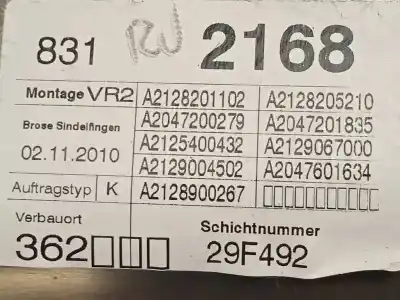 831 RW 2168
Montage VR2 A2128201102 A2128205210
A2047200279 A2047201835
Brose Sindelfingen
A2125400432 A2129067000
02.11.2010
A2129004502 A2047601634
Auftragstyp K A2128900267 ▯▯▯▯▯▯▯▯▯▯▯
Verbauort Schichtnummer
362▯▯▯ 29F492